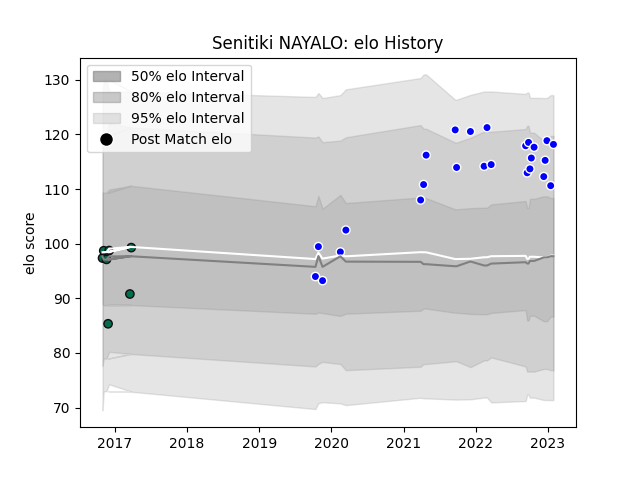 Senitiki NAYALO: elo History
50% elo Interval
80% elo Interval
95% elo Interval
Post Match elo
elo score
130
120
110
100
90
80
70
2017 2018 2019 2020 2021 2022 2023